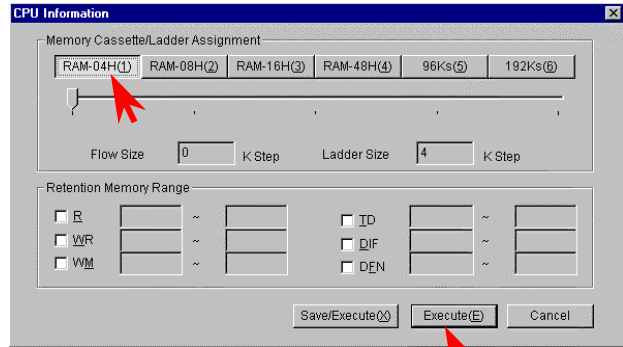 CPU Information
Memory Cassette/Ladder Assignment
RAM-04H(1) RAM-08H(2) RAM-16H(3) RAM-48H(4) 96Ks(5) 192Ks(6)
Flow Size 0 K Step Ladder Size 4 K Step
Retention Memory Range
R ~ TD ~
WR ~ DIF
WM ~ DEN ~
Save/Execute(X) Execute(E) Cancel